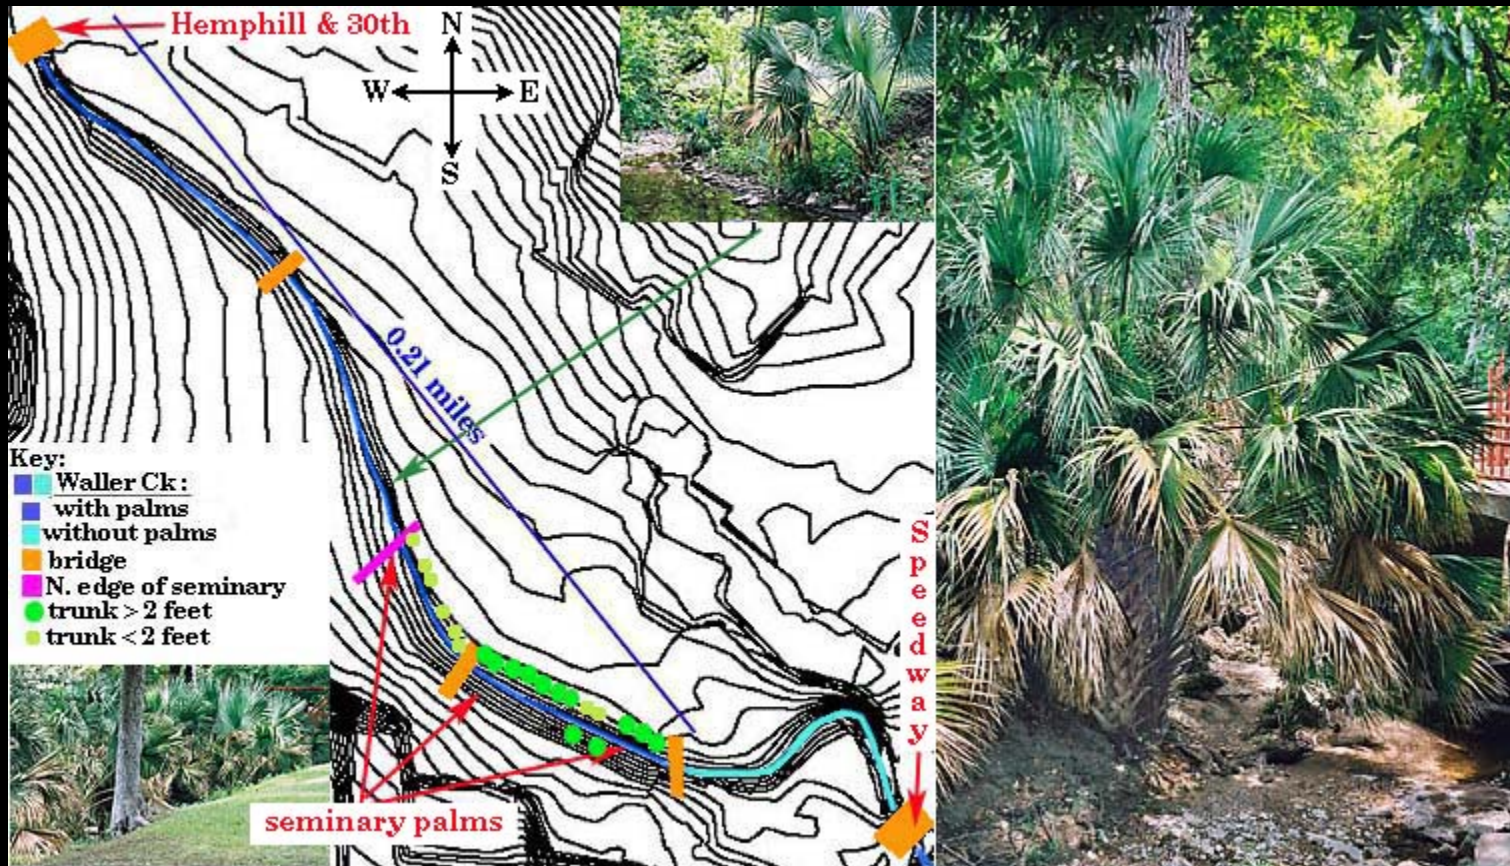 Hemphill & 30th
N
W E
S
0.21 miles
Key:
Waller Ck:
with palms
without palms
bridge
N. edge of seminary
trunk > 2 feet
trunk < 2 feet
Speedway
seminary palms